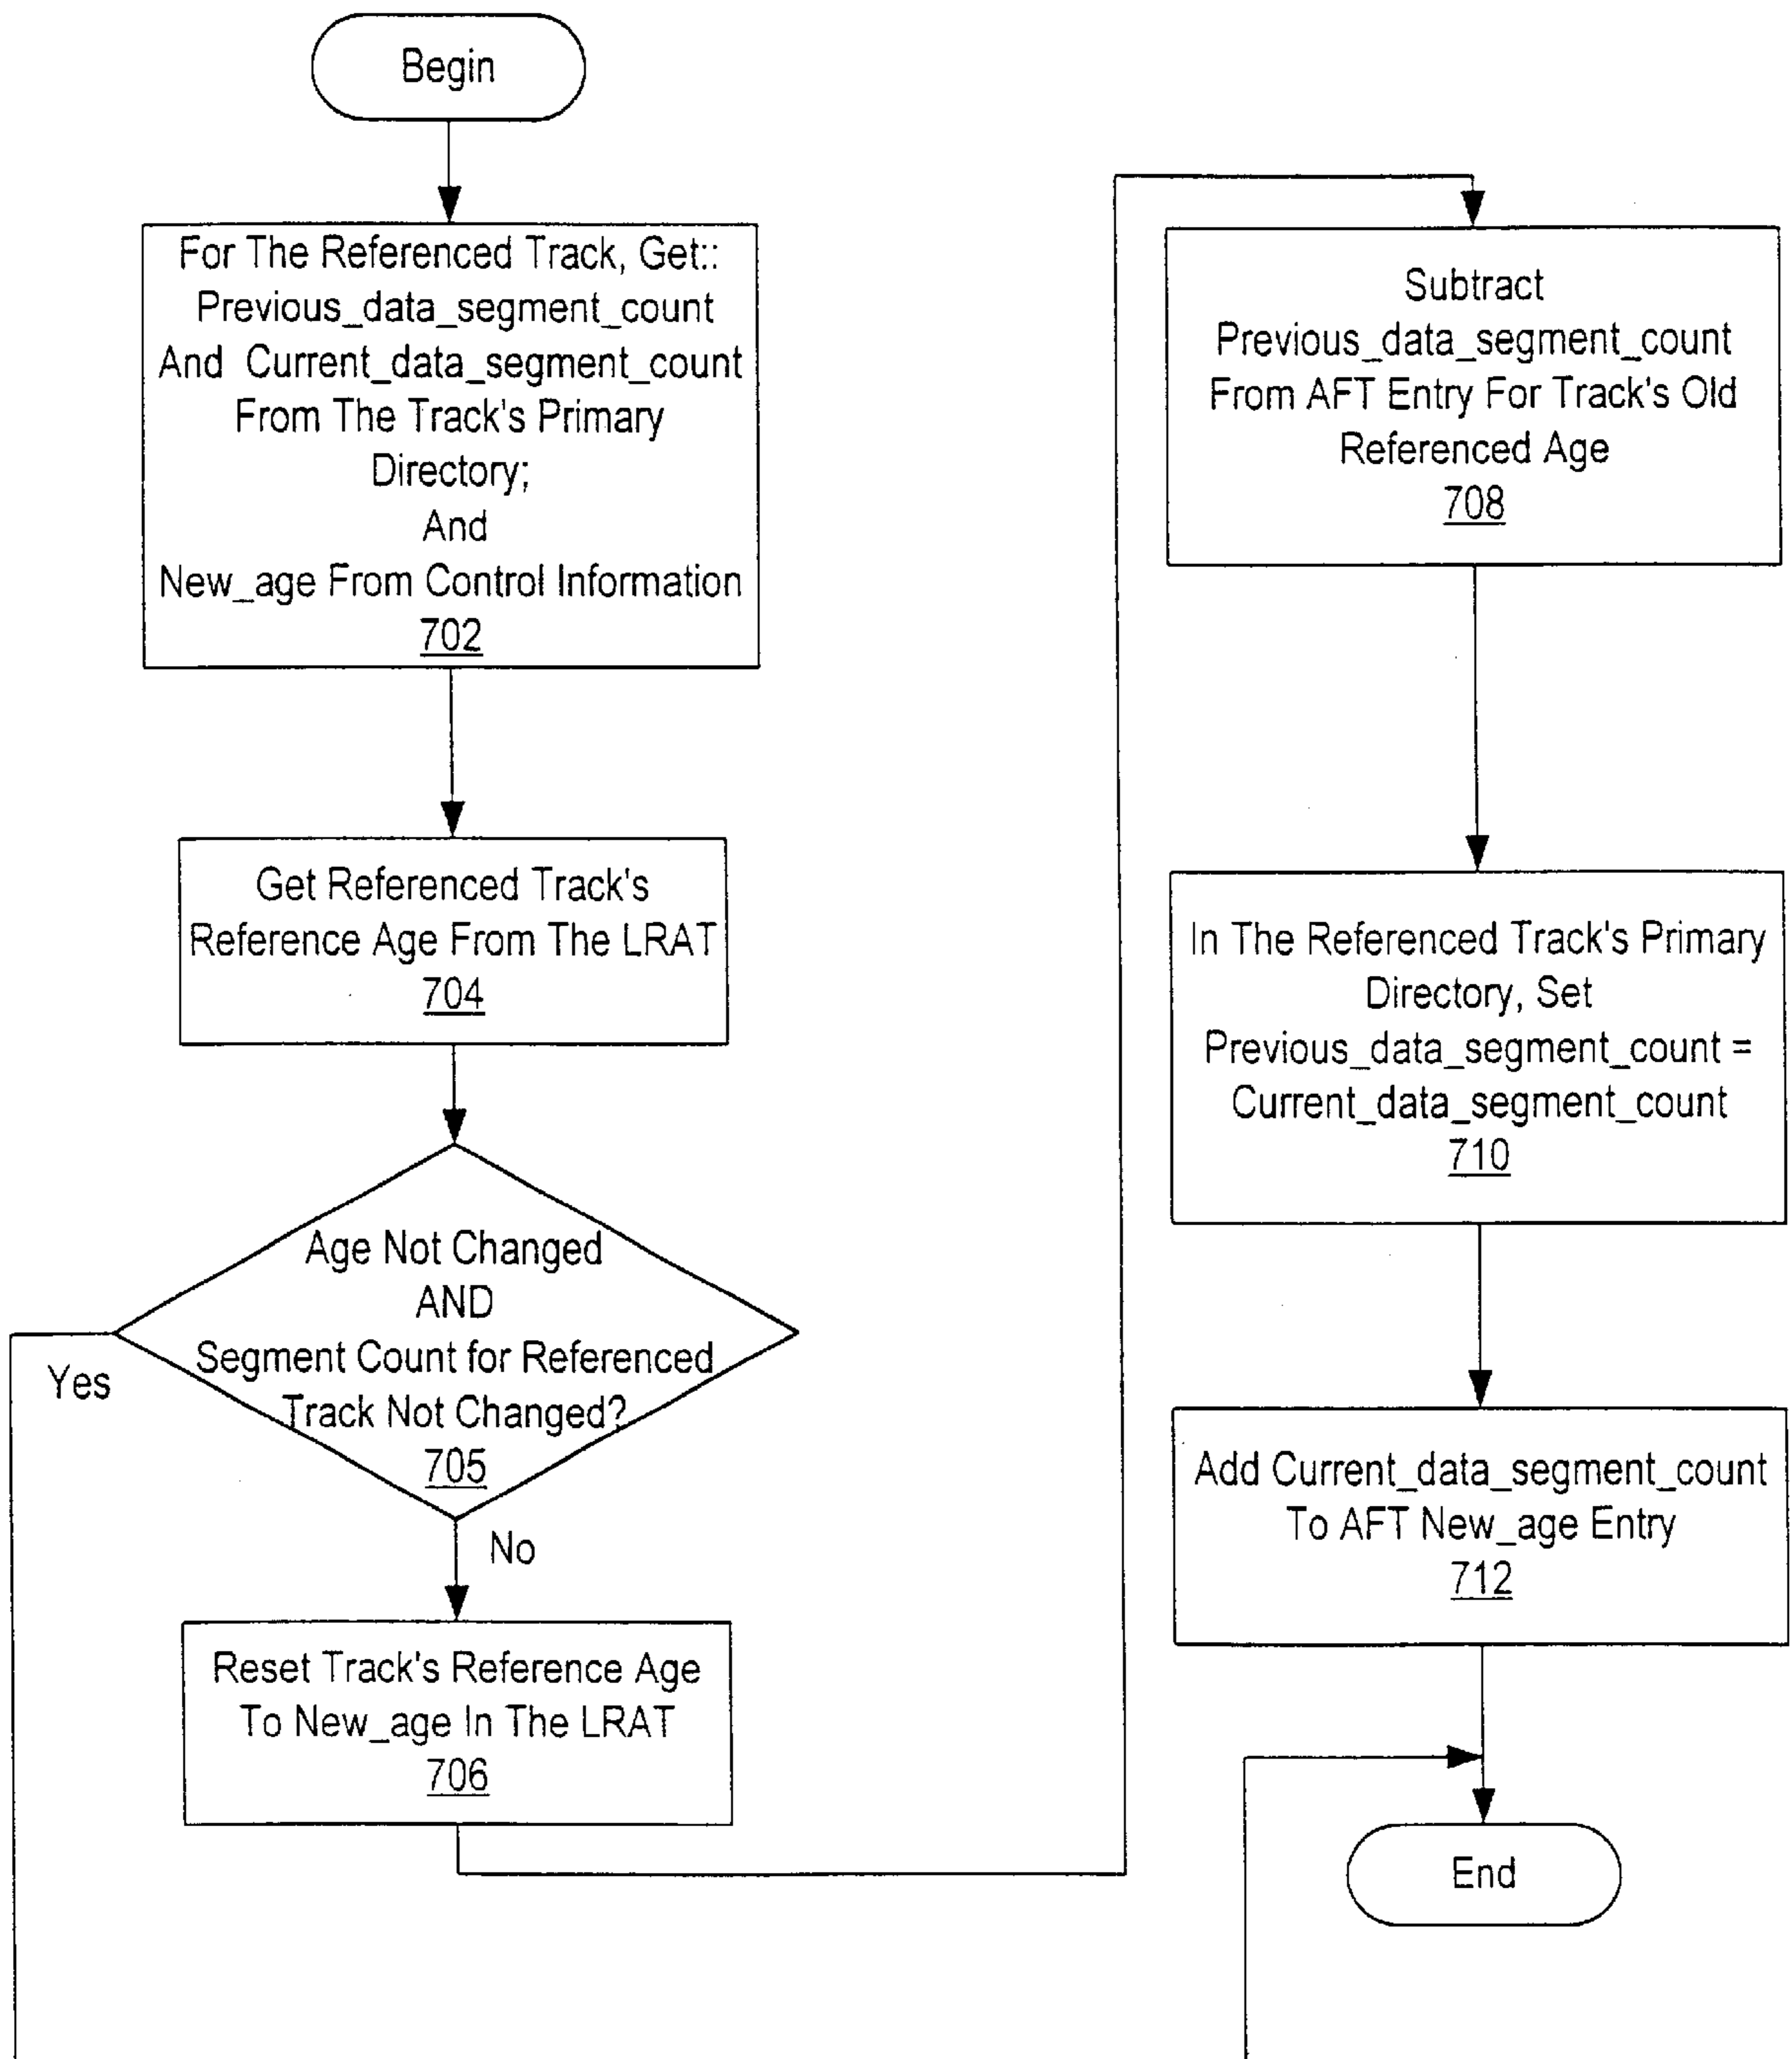 Begin
For The Referenced Track, Get::
Previous_data_segment_count
And Current_data_segment_count
From The Track's Primary
Directory;
And
New_age From Control Information
702
Get Referenced Track's
Reference Age From The LRAT
704
Age Not Changed
AND
Segment Count for Referenced
Track Not Changed?
705
Yes
No
Reset Track's Reference Age
To New_age In The LRAT
706
Subtract
Previous_data_segment_count
From AFT Entry For Track's Old
Referenced Age
708
In The Referenced Track's Primary
Directory, Set
Previous_data_segment_count =
Current_data_segment_count
710
Add Current_data_segment_count
To AFT New_age Entry
712
End